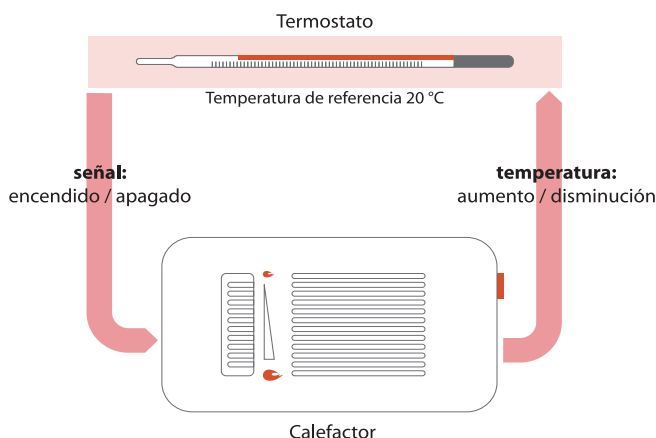 Termostato
Temperatura de referencia 20 °C
señal:
encendido / apagado
temperatura:
aumento / disminución
Calefactor